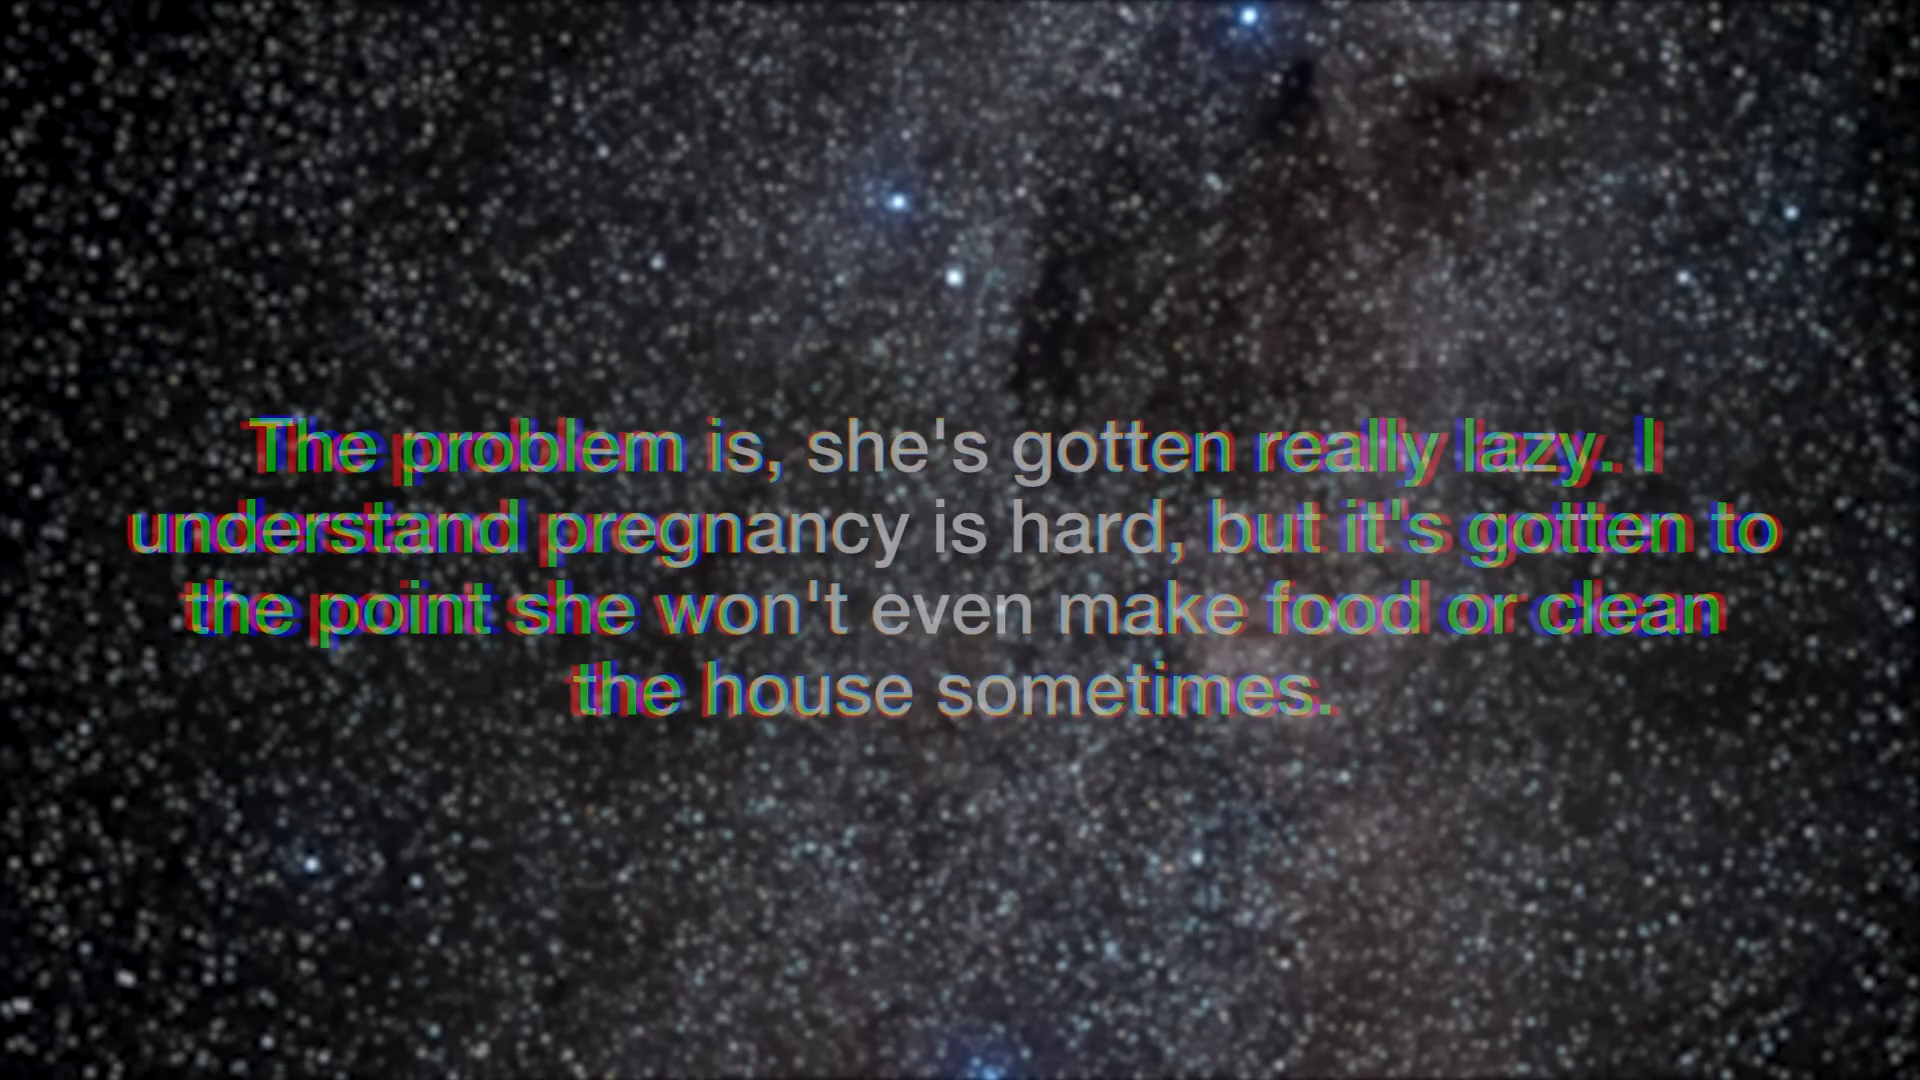 The problem is, she's gotten really lazy. I
understand pregnancy is hard, but it's gotten to
the point she won't even make food or clean
the house sometimes.